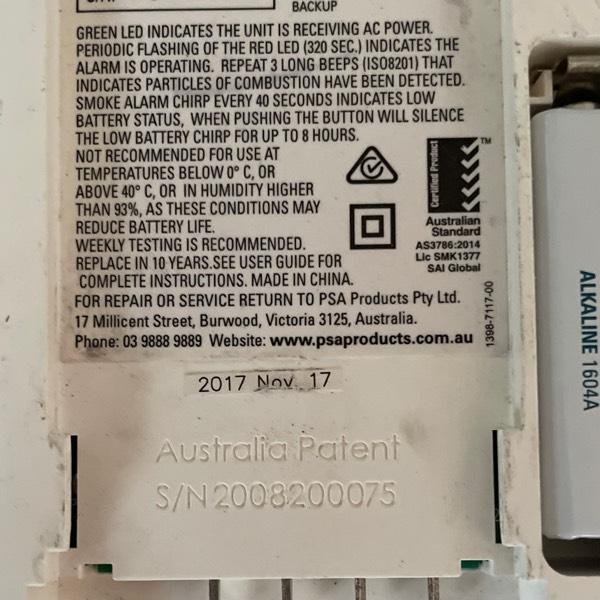 BACKUP
GREEN LED INDICATES THE UNIT IS RECEIVING AC POWER.
PERIODIC FLASHING OF THE RED LED (320 SEC.) INDICATES THE
ALARM IS OPERATING. REPEAT 3 LONG BEEPS (ISO8201) THAT
INDICATES PARTICLES OF COMBUSTION HAVE BEEN DETECTED.
SMOKE ALARM CHIRP EVERY 40 SECONDS INDICATES LOW
BATTERY STATUS, WHEN PUSHING THE BUTTON WILL SILENCE
THE LOW BATTERY CHIRP FOR UP TO 8 HOURS.
NOT RECOMMENDED FOR USE AT
TEMPERATURES BELOW 0° C, OR
ABOVE 40° C, OR IN HUMIDITY HIGHER
THAN 93%, AS THESE CONDITIONS MAY
REDUCE BATTERY LIFE.
WEEKLY TESTING IS RECOMMENDED.
REPLACE IN 10 YEARS.SEE USER GUIDE FOR
COMPLETE INSTRUCTIONS. MADE IN CHINA.
FOR REPAIR OR SERVICE RETURN TO PSA Products Pty Ltd.
17 Millicent Street, Burwood, Victoria 3125, Australia.
Phone: 03 9888 9889 Website: www.psaproducts.com.au
Certified Product
TM
Australian
Standard
AS3786:2014
Lic SMK1377
SAI Global
1398-7117-00
2017 Nov. 17
Australia Patent
S/N2008200075
ALKALINE 1604A